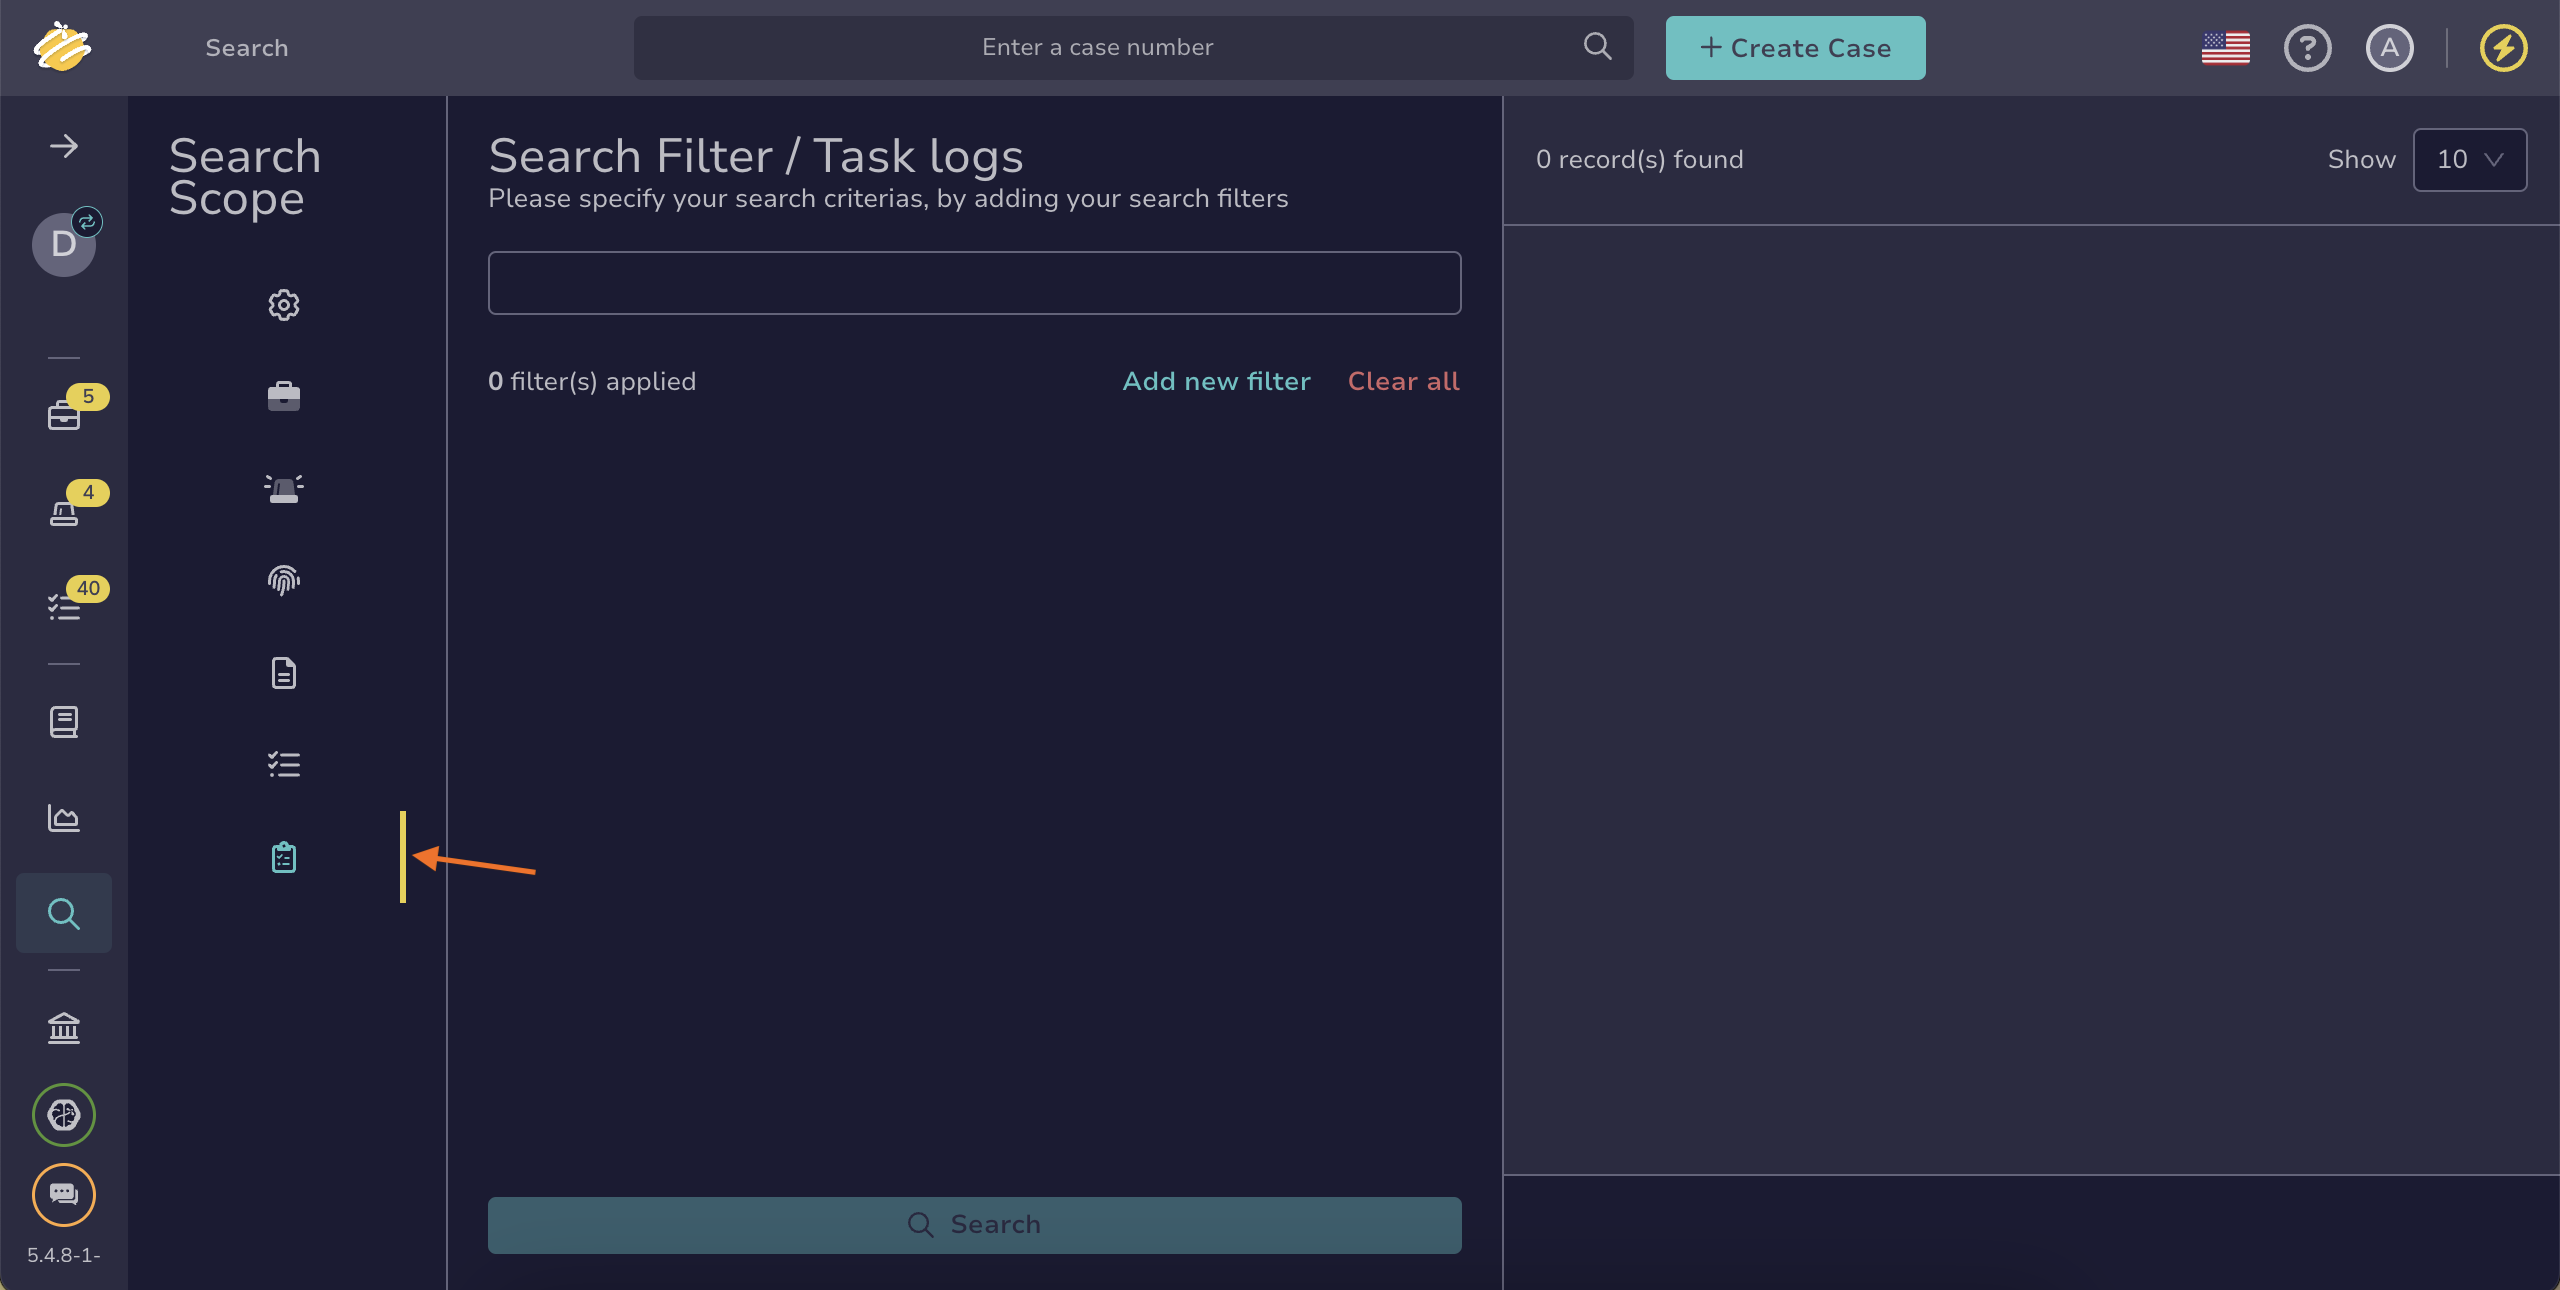 Search
Enter a case number
Create Case
A
D
5
4
40
5.4.8-1-
Search
Scope
Search Filter / Task logs
Please specify your search criterias, by adding your search filters
0 filter(s) applied
Add new filter
Clear all
Search
0 record(s) found
Show
10